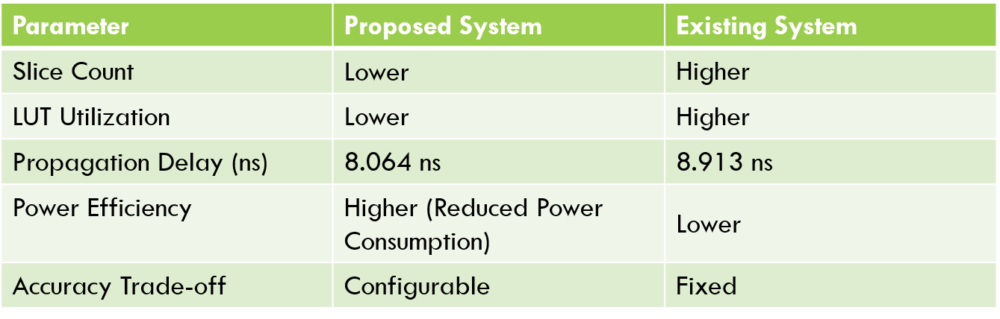 Parameter Proposed System Existing System
Slice Count Lower Higher
LUT Utilization Lower Higher
Propagation Delay (ns) 8.064 ns 8.913 ns
Power Efficiency Higher (Reduced Power
Consumption) Lower
Accuracy Trade-off Configurable Fixed